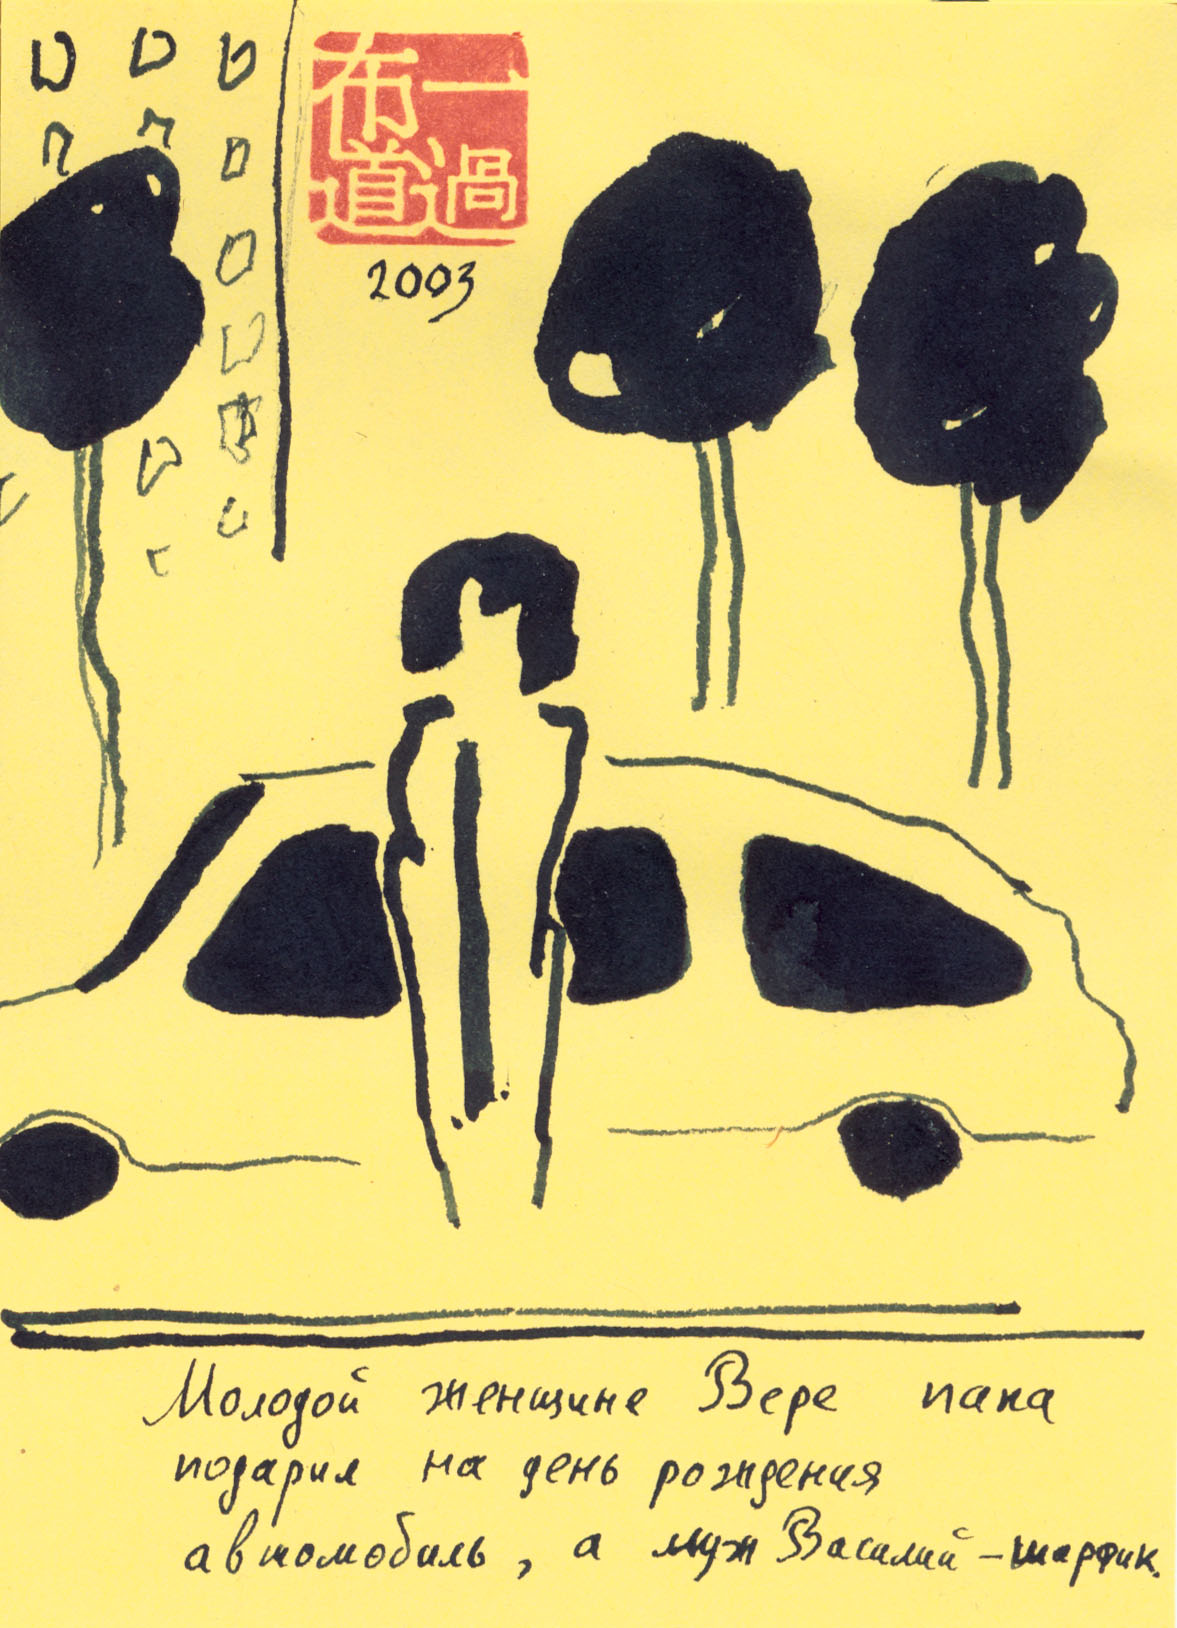 一過
布道
2003
Молодой женщине Вере папа
подарил на день рождения
автомобиль, а муж Василий – шарфик.